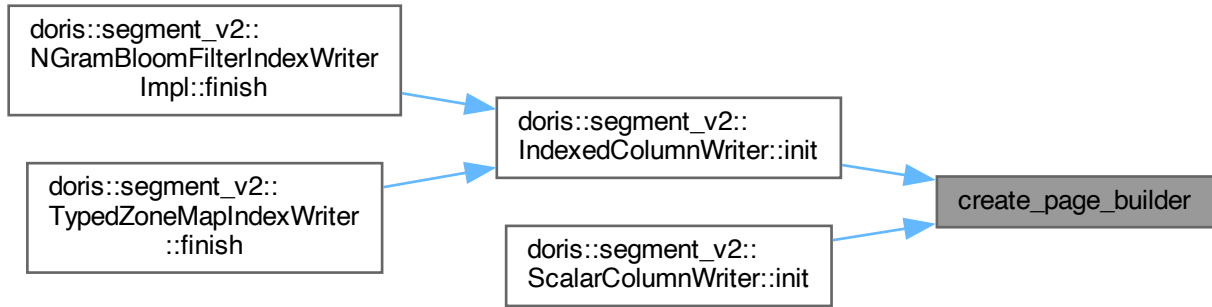 doris::segment_v2::
NGramBloomFilterIndexWriter
Impl::finish
doris::segment_v2::
TypedZoneMapIndexWriter
::finish
doris::segment_v2::
IndexedColumnWriter::init
doris::segment_v2::
ScalarColumnWriter::init
create_page_builder